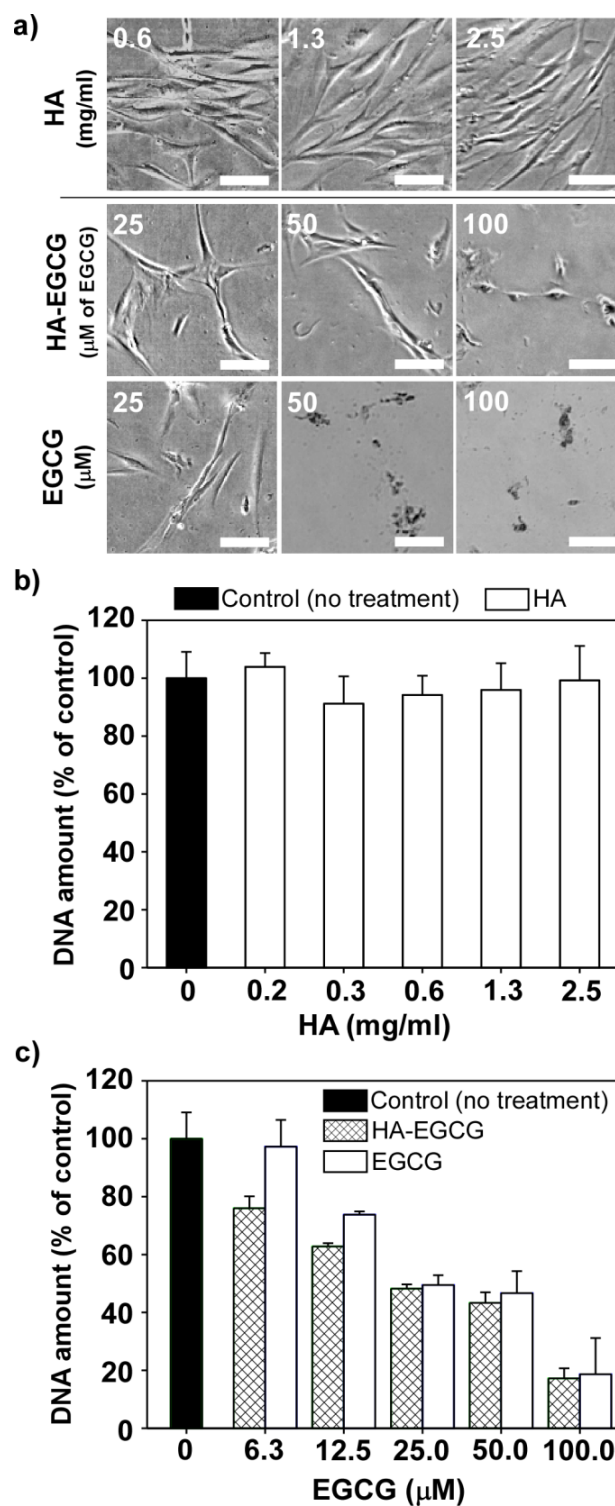 a)
HA
(mg/ml)
0.6
1.3
2.5
HA-EGCG
(μM of EGCG)
25
50
100
EGCG
(μM)
25
50
100
b)
Control (no treatment)
HA
DNA amount (% of control)
120
100
80
60
40
20
0
0
0.2
0.3
0.6
1.3
2.5
HA (mg/ml)
c)
Control (no treatment)
HA-EGCG
EGCG
DNA amount (% of control)
120
100
80
60
40
20
0
0
6.3
12.5
25.0
50.0
100.0
EGCG (μM)